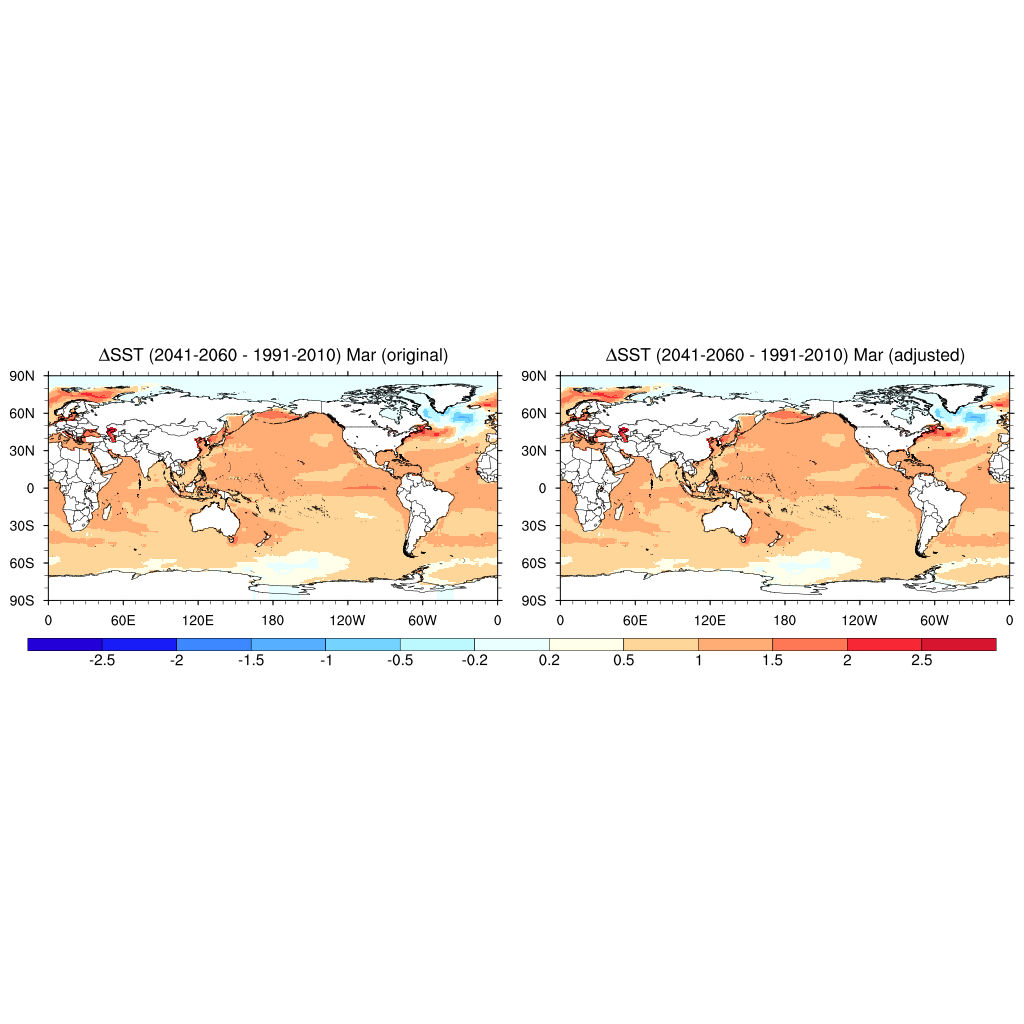 ΔSST (2041-2060 - 1991-2010) Mar (original)
ΔSST (2041-2060 - 1991-2010) Mar (adjusted)
90N
60N
30N
0
30S
60S
90S
0 60E 120E 180 120W 60W 0
90N
60N
30N
0
30S
60S
90S
0 60E 120E 180 120W 60W 0
-2.5 -2 -1.5 -1 -0.5 -0.2 0.2 0.5 1 1.5 2 2.5